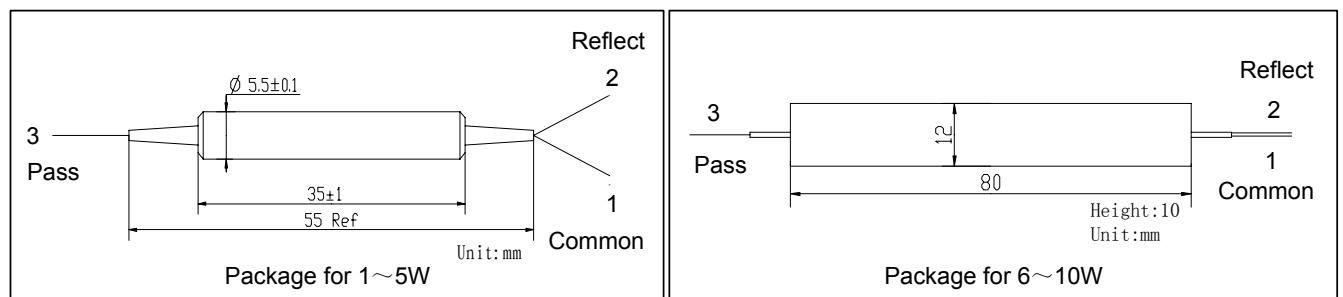 Reflect
2
Ø 5.5±0.1
3
Pass
35±1
55 Ref
1
Common
Unit:mm
Package for 1～5W
Reflect
2
3
Pass
12
1
Common
80
Height:10
Unit:mm
Package for 6～10W